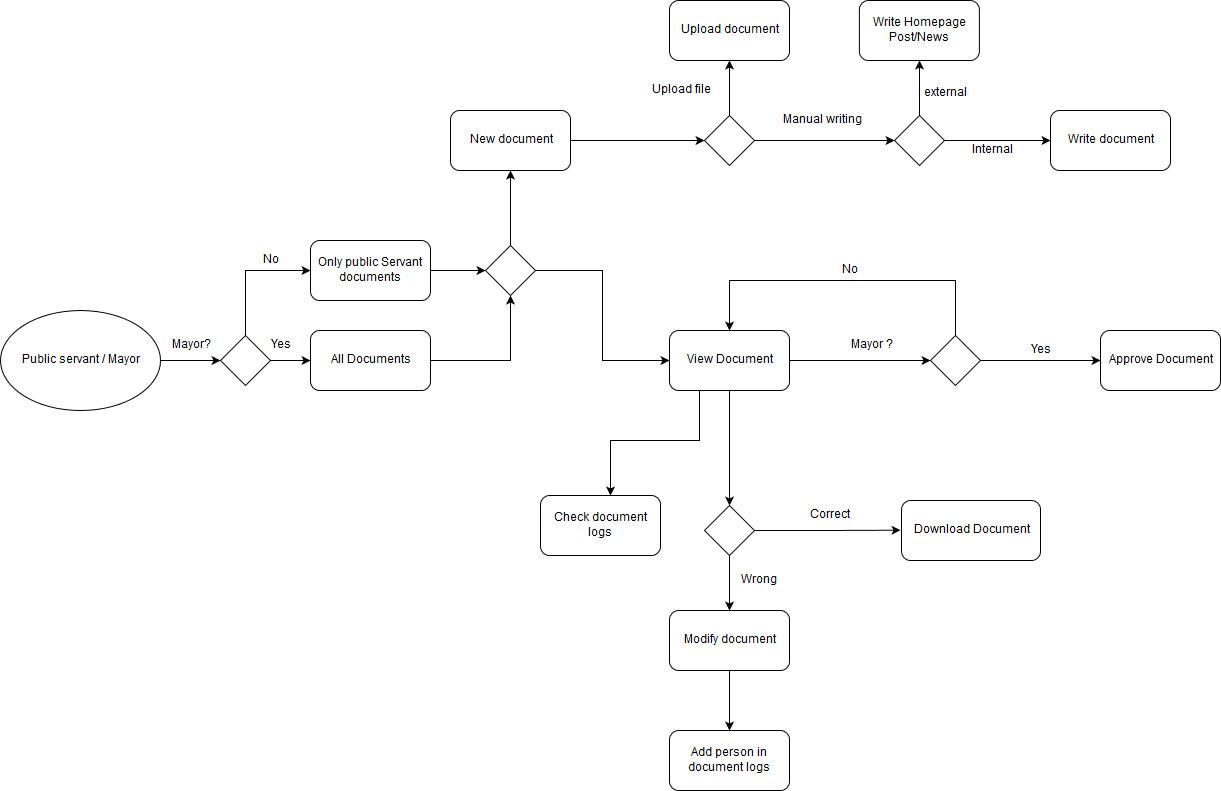 Upload document
Write Homepage
Post/News
Upload file
external
Manual writing
New document
Write document
Internal
No
Only public Servant
documents
No
Public servant / Mayor
Mayor?
Yes
All Documents
View Document
Mayor ?
Yes
Approve Document
Check document
logs
Correct
Download Document
Wrong
Modify document
Add person in
document logs